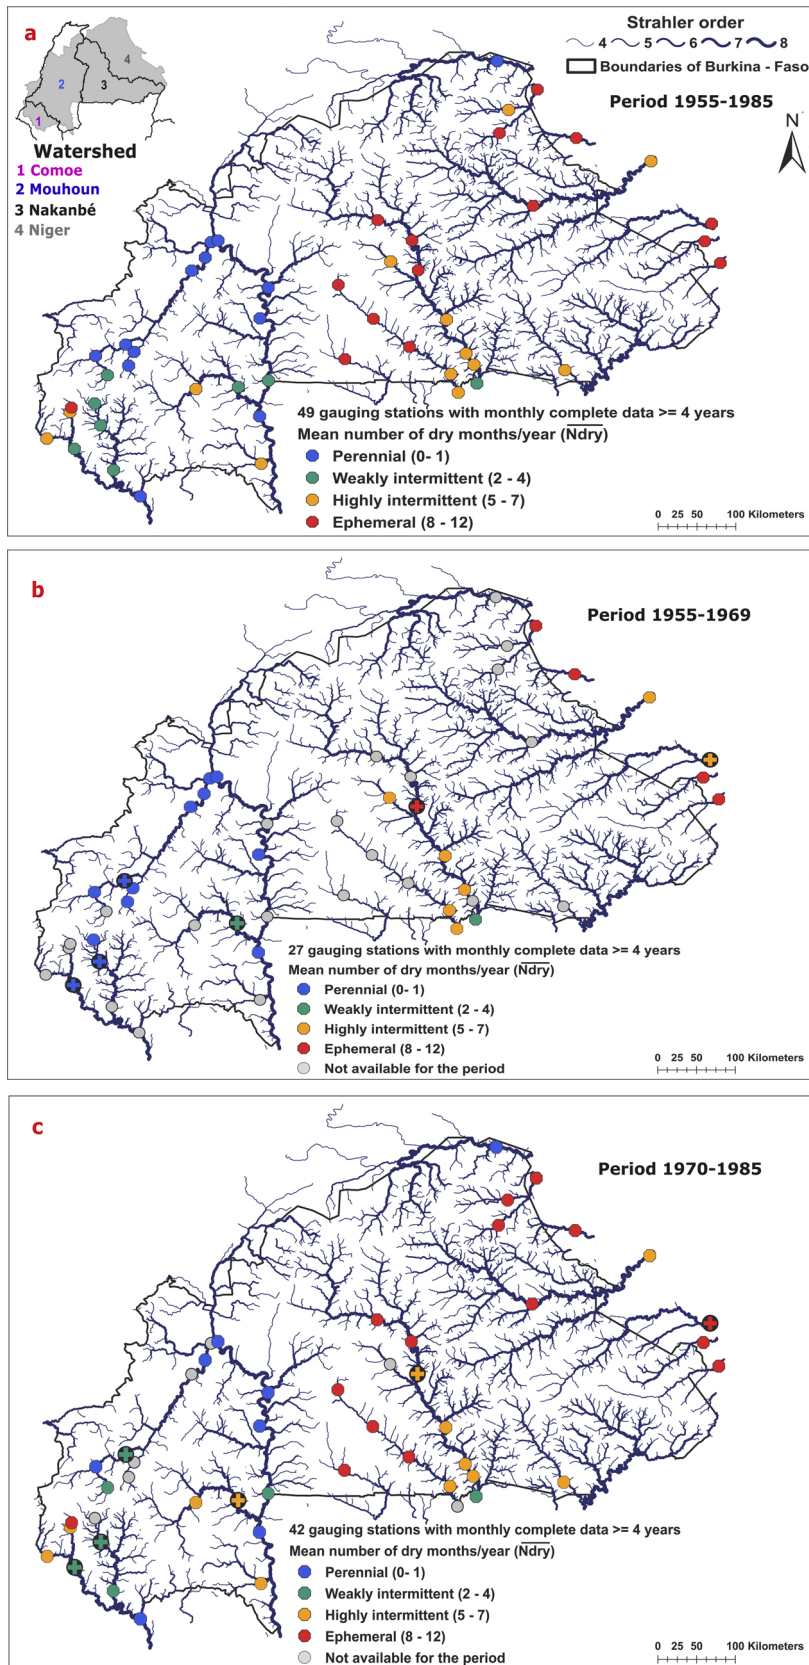 a
4
2
3
1
Watershed
1 Comoe
2 Mouhoun
3 Nakanbé
4 Niger
Strahler order
4 5 6 7 8
Boundaries of Burkina - Faso
Period 1955-1985
N
49 gauging stations with monthly complete data >= 4 years
Mean number of dry months/year (Ndry)
Perennial (0- 1)
Weakly intermittent (2 - 4)
Highly intermittent (5 - 7)
Ephemeral (8 - 12)
0 25 50 100 Kilometers
b
Period 1955-1969
27 gauging stations with monthly complete data >= 4 years
Mean number of dry months/year (Ndry)
Perennial (0- 1)
Weakly intermittent (2 - 4)
Highly intermittent (5 - 7)
Ephemeral (8 - 12)
Not available for the period
0 25 50 100 Kilometers
c
Period 1970-1985
42 gauging stations with monthly complete data >= 4 years
Mean number of dry months/year (Ndry)
Perennial (0- 1)
Weakly intermittent (2 - 4)
Highly intermittent (5 - 7)
Ephemeral (8 - 12)
Not available for the period
0 25 50 100 Kilometers